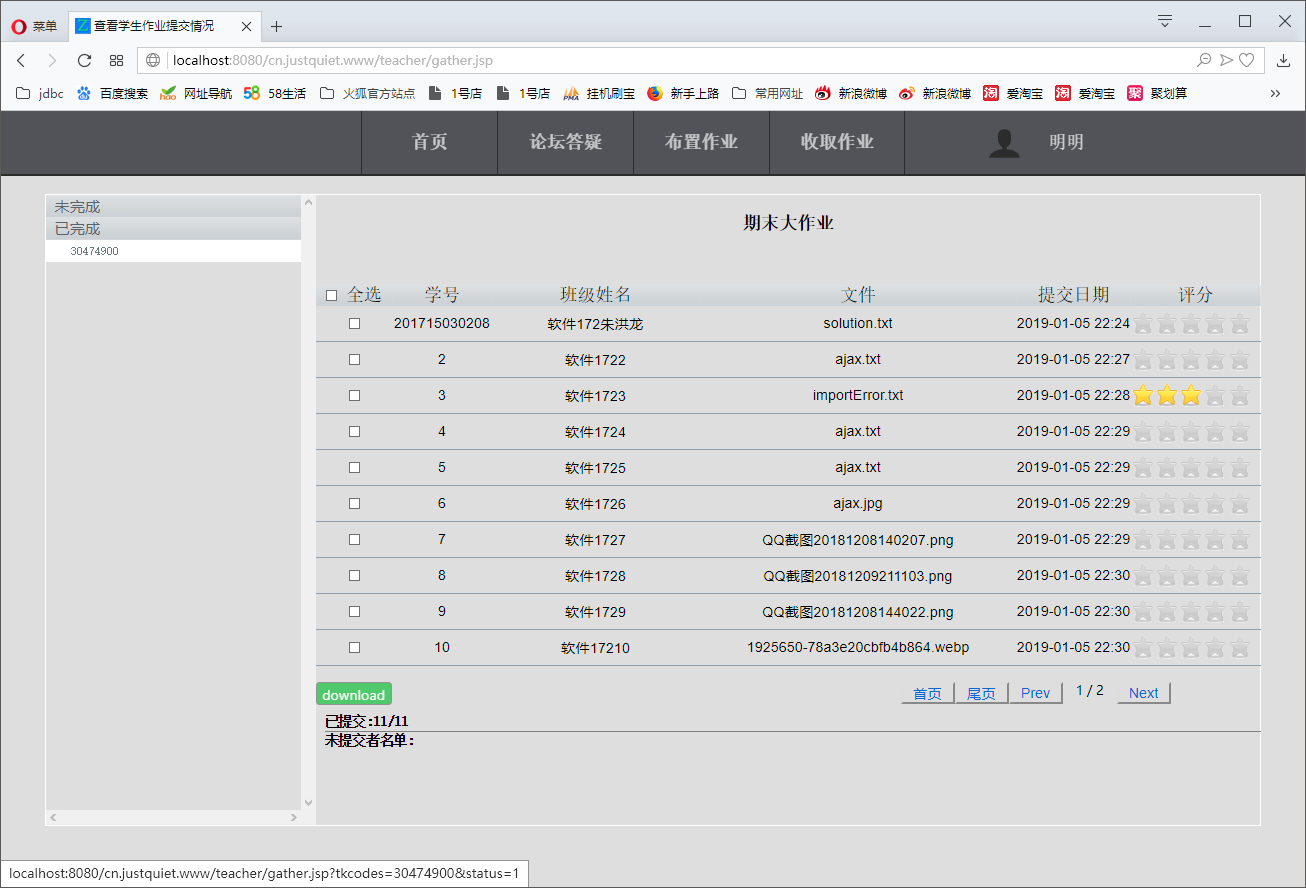 菜单 查看学生作业提交情况
localhost:8080/cn.justquiet.www/teacher/gather.jsp
jdbc 百度搜索 网址导航 58 58生活 火狐官方站点 1号店 1号店 挂机刷宝 新手上路 常用网址 新浪微博 新浪微博 淘 爱淘宝 淘 爱淘宝 聚 聚划算
首页 论坛答疑 布置作业 收取作业 明明
未完成
已完成
30474900
期末大作业
全选 学号 班级姓名 文件 提交日期 评分
201715030208 软件172朱洪龙 solution.txt 2019-01-05 22:24
2 软件1722 ajax.txt 2019-01-05 22:27
3 软件1723 importError.txt 2019-01-05 22:28
4 软件1724 ajax.txt 2019-01-05 22:29
5 软件1725 ajax.txt 2019-01-05 22:29
6 软件1726 ajax.jpg 2019-01-05 22:29
7 软件1727 QQ截图20181208140207.png 2019-01-05 22:29
8 软件1728 QQ截图20181209211103.png 2019-01-05 22:30
9 软件1729 QQ截图20181208144022.png 2019-01-05 22:30
10 软件17210 1925650-78a3e20cbfb4b864.webp 2019-01-05 22:30
download 首页 尾页 Prev 1 / 2 Next
已提交:11/11
未提交者名单：
localhost:8080/cn.justquiet.www/teacher/gather.jsp?tkcodes=30474900&status=1